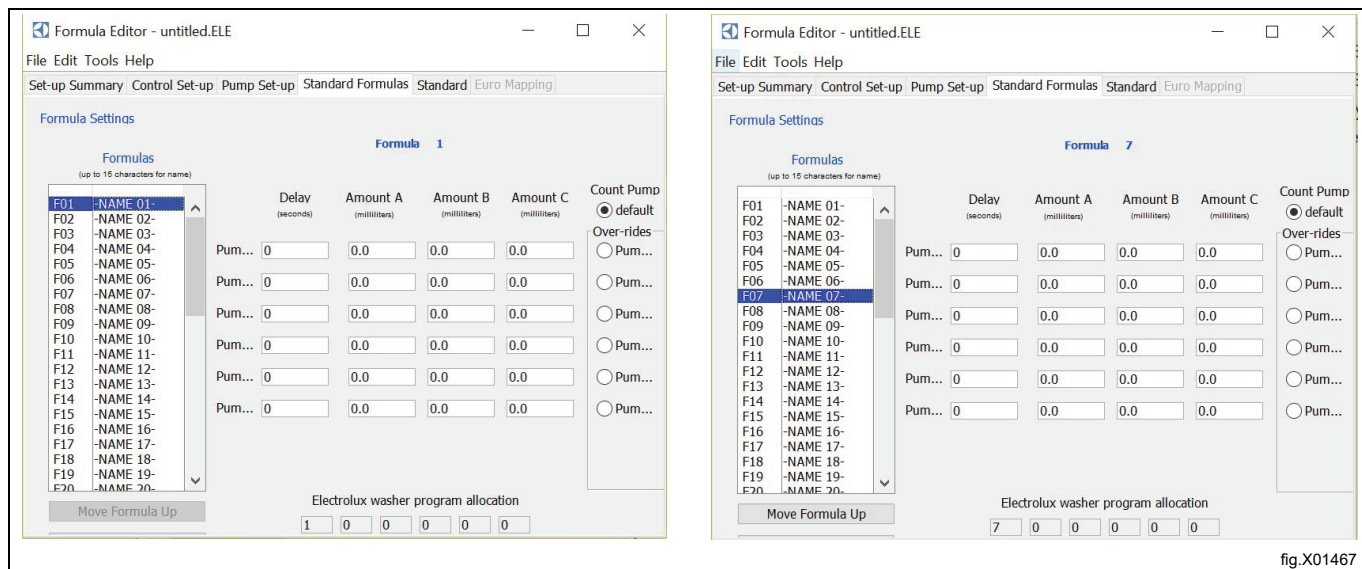 Formula Editor - untitled.ELE
File Edit Tools Help
Set-up Summary Control Set-up Pump Set-up Standard Formulas Standard Euro Mapping
Formula Settings
Formula 1
Formulas
(up to 15 characters for name)
Delay Amount A Amount B Amount C Count Pump
(seconds) (milliliters) (milliliters) (milliliters) default
Over-rides
F01 -NAME 01-
F02 -NAME 02-
F03 -NAME 03-
F04 -NAME 04-
F05 -NAME 05-
F06 -NAME 06-
F07 -NAME 07-
F08 -NAME 08-
F09 -NAME 09-
F10 -NAME 10-
F11 -NAME 11-
F12 -NAME 12-
F13 -NAME 13-
F14 -NAME 14-
F15 -NAME 15-
F16 -NAME 16-
F17 -NAME 17-
F18 -NAME 18-
F19 -NAME 19-
F20 -NAME 20-
Pum... 0 0.0 0.0 0.0 Pum...
Pum... 0 0.0 0.0 0.0 Pum...
Pum... 0 0.0 0.0 0.0 Pum...
Pum... 0 0.0 0.0 0.0 Pum...
Pum... 0 0.0 0.0 0.0 Pum...
Pum... 0 0.0 0.0 0.0 Pum...
Electrolux washer program allocation
Move Formula Up
1 0 0 0 0 0
Formula Editor - untitled.ELE
File Edit Tools Help
Set-up Summary Control Set-up Pump Set-up Standard Formulas Standard Euro Mapping
Formula Settings
Formula 7
Formulas
(up to 15 characters for name)
Delay Amount A Amount B Amount C Count Pump
(seconds) (milliliters) (milliliters) (milliliters) default
Over-rides
F01 -NAME 01-
F02 -NAME 02-
F03 -NAME 03-
F04 -NAME 04-
F05 -NAME 05-
F06 -NAME 06-
F07 -NAME 07-
F08 -NAME 08-
F09 -NAME 09-
F10 -NAME 10-
F11 -NAME 11-
F12 -NAME 12-
F13 -NAME 13-
F14 -NAME 14-
F15 -NAME 15-
F16 -NAME 16-
F17 -NAME 17-
F18 -NAME 18-
F19 -NAME 19-
F20 -NAME 20-
Pum... 0 0.0 0.0 0.0 Pum...
Pum... 0 0.0 0.0 0.0 Pum...
Pum... 0 0.0 0.0 0.0 Pum...
Pum... 0 0.0 0.0 0.0 Pum...
Pum... 0 0.0 0.0 0.0 Pum...
Pum... 0 0.0 0.0 0.0 Pum...
Electrolux washer program allocation
Move Formula Up
7 0 0 0 0 0
fig.X01467